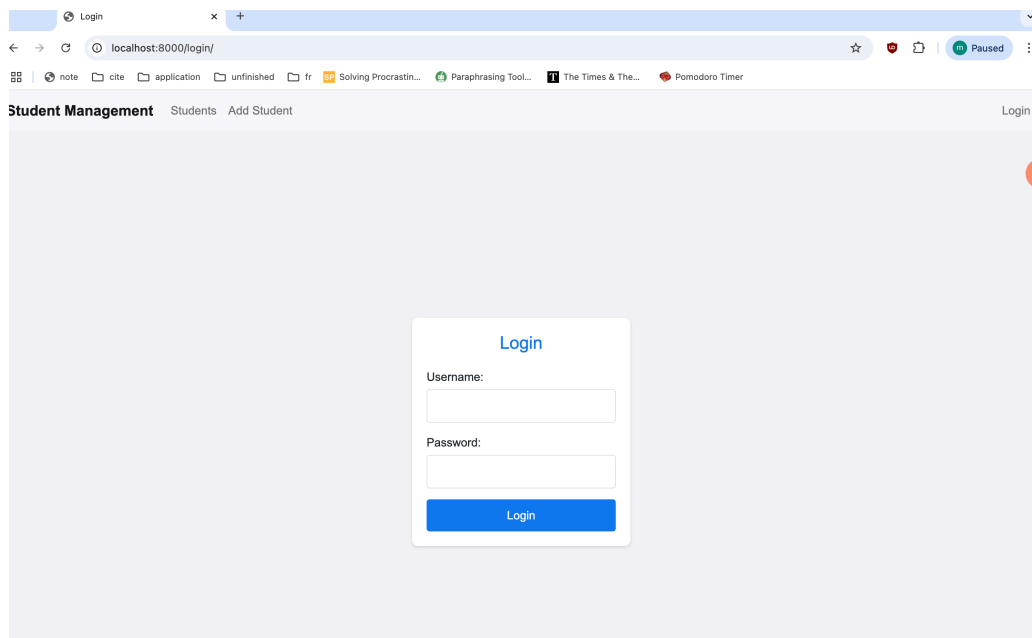 Login
localhost:8000/login/
Paused
note cite application unfinished fr SP Solving Procrastin... Paraphrasing Tool... T The Times & The... Pomodoro Timer
Student Management Students Add Student Login
Login
Username:
Password:
Login